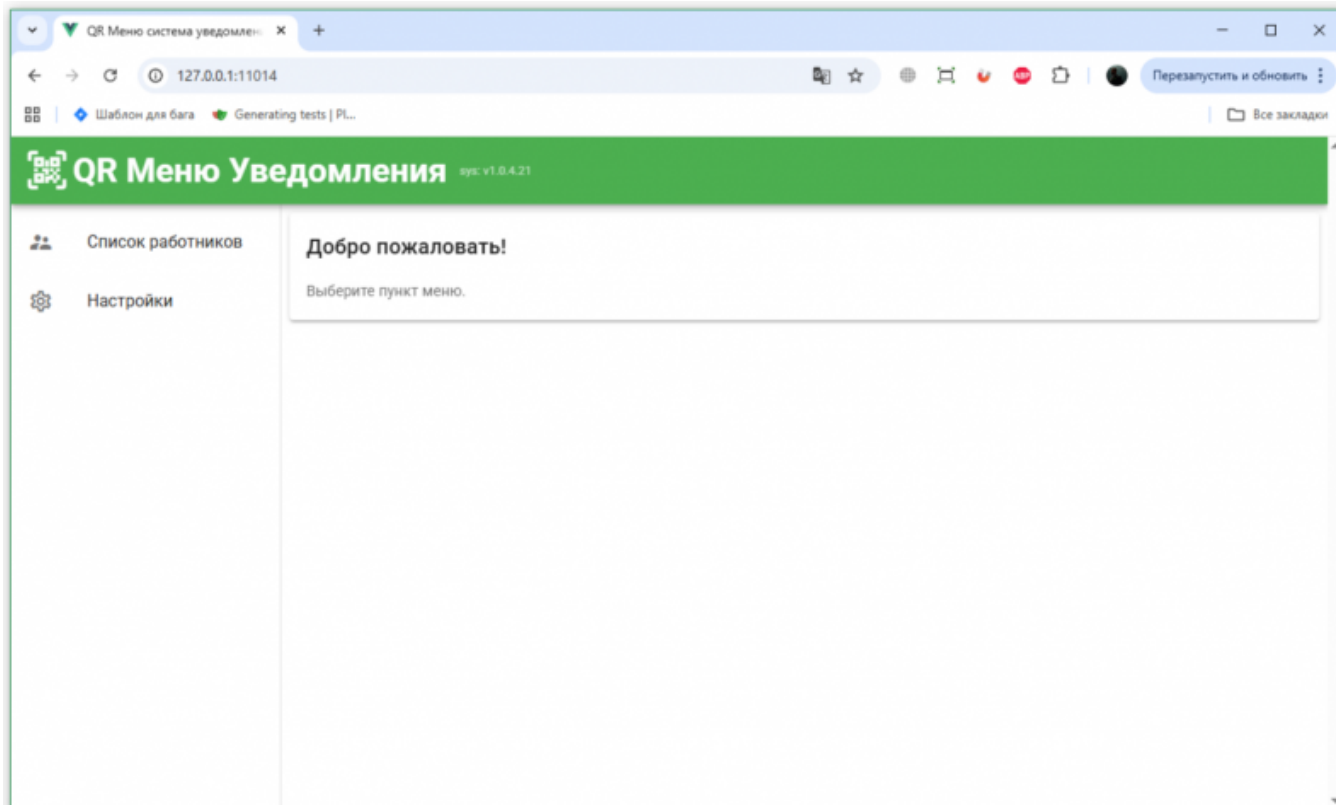 QR Меню система уведомлен
127.0.0.1:11014
ABP
Перезапустить и обновить
Шаблон для бага
Generating tests | Pl...
Все закладки
QR Меню Уведомления sys: v1.0.4.21
Список работников
Настройки
Добро пожаловать!
Выберите пункт меню.